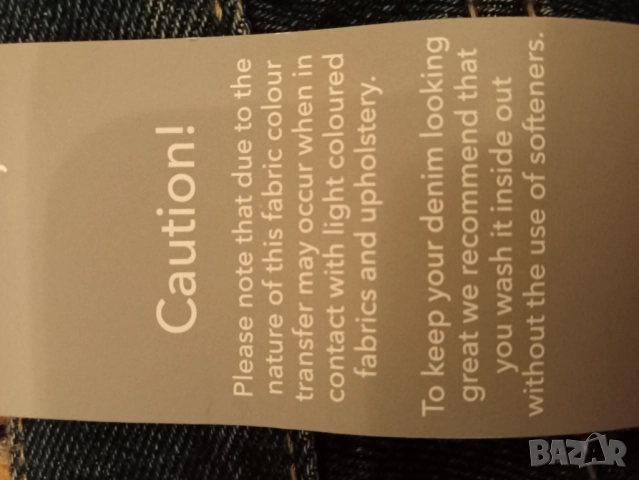 Caution!
Please note that due to the
nature of this fabric colour
transfer may occur when in
contact with light coloured
fabrics and upholstery.
To keep your denim looking
great we recommend that
you wash it inside out
without the use of softeners.
BAZAR